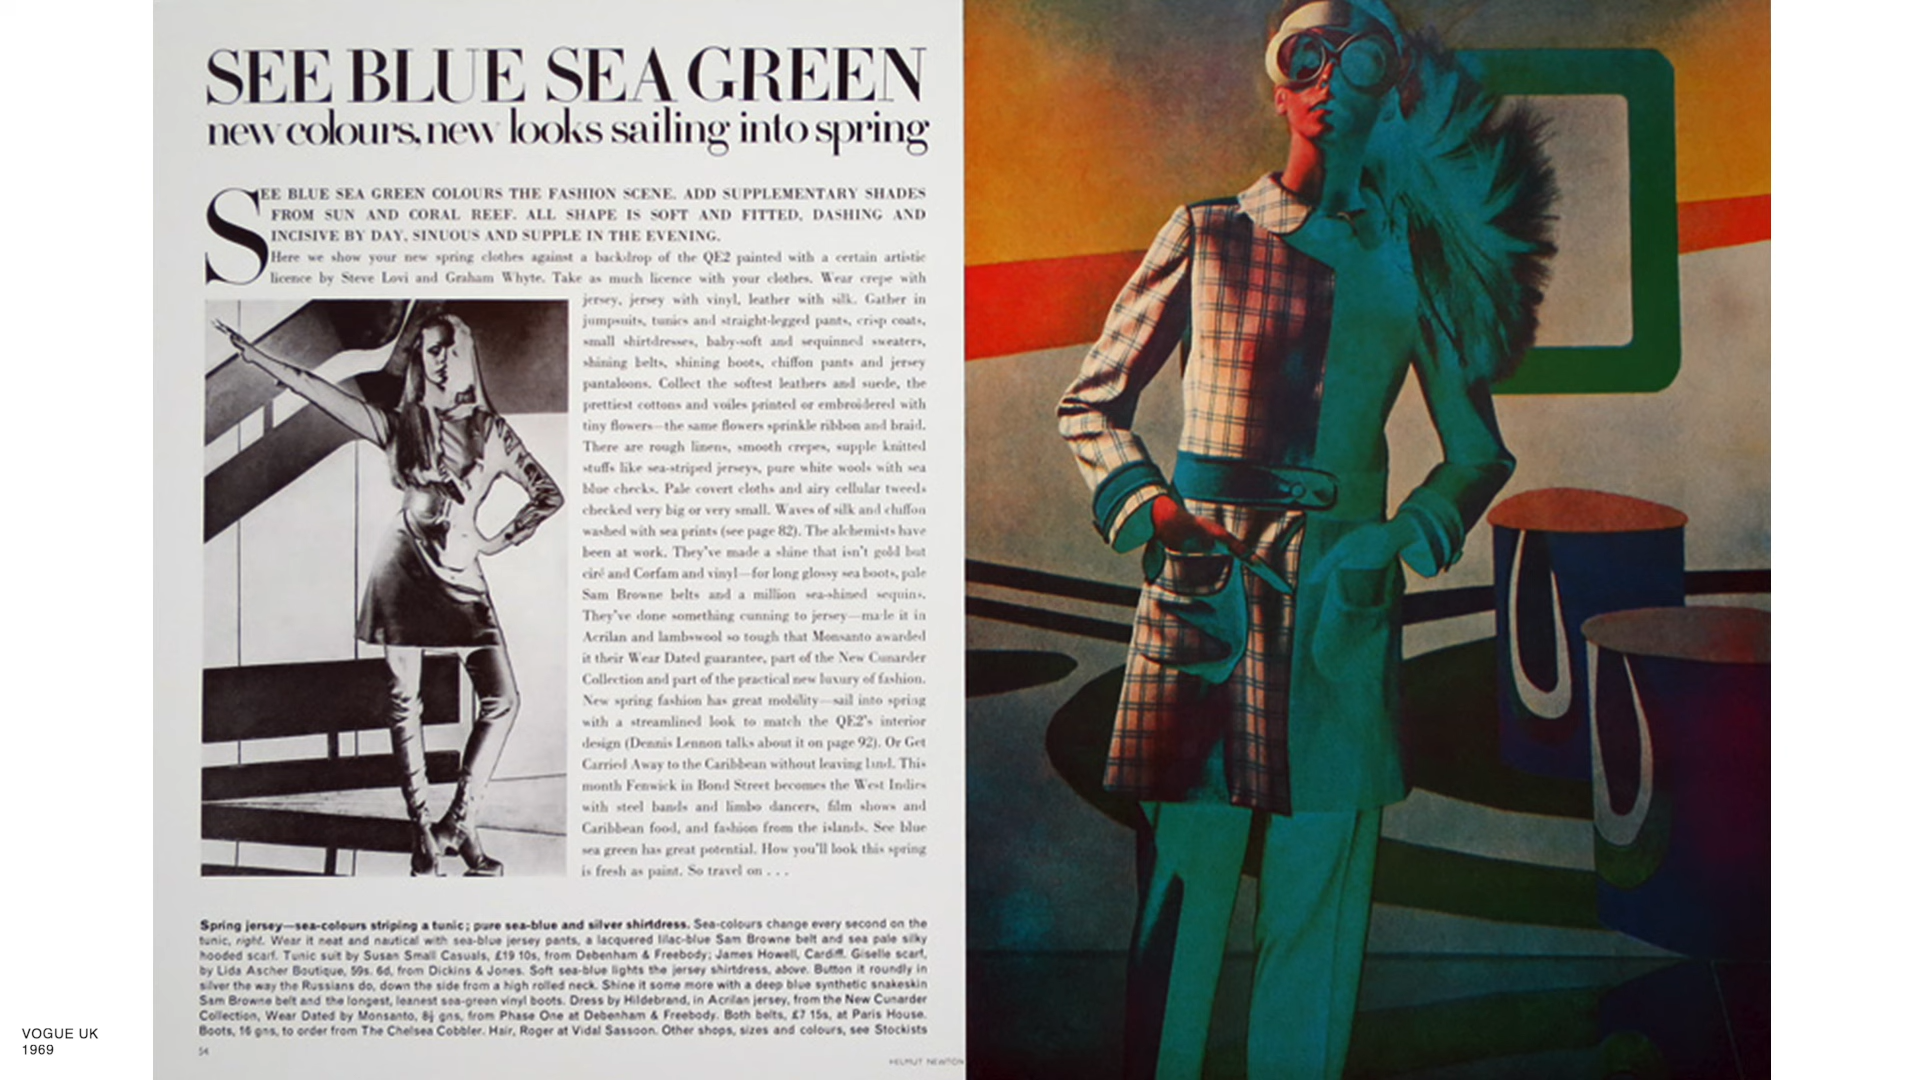 SEE BLUE SEA GREEN
new colours, new looks sailing into spring
SEE BLUE SEA GREEN COLOURS THE FASHION SCENE. ADD SUPPLEMENTARY SHADES
FROM SUN AND CORAL REEF. ALL SHAPE IS SOFT AND FITTED, DASHING AND
INCISIVE BY DAY, SINUOUS AND SUPPLE IN THE EVENING.
Here we show your new spring clothes against a backdrop of the QE2 painted with a certain artistic
licence by Steve Lovi and Graham Whyte. Take as much licence with your clothes. Wear crepe with
jersey, jersey with vinyl, leather with silk. Gather in
jumpsuits, tunics and straight-legged pants, crisp coats,
small shirtdresses, baby-soft and sequinned sweaters,
shining belts, shining boots, chiffon pants and jersey
pantaloons. Collect the softest leathers and suede, the
prettiest cottons and voiles printed or embroidered with
tiny flowers—the same flowers sprinkle ribbon and braid.
There are rough linens, smooth crepes, supple knitted
stuffs like sea-striped jerseys, pure white wools with sea
blue checks. Pale covert cloths and airy cellular tweeds
checked very big or very small. Waves of silk and chiffon
washed with sea prints (see page 82). The alchemists have
been at work. They've made a shine that isn't gold but
ciré and Corfam and vinyl—for long glossy sea boots, pale
Sam Browne belts and a million sea-shined sequins.
They've done something cunning to jersey—made it in
Acrilan and lambswool so tough that Monsanto awarded
it their Wear Dated guarantee, part of the New Cunarder
Collection and part of the practical new luxury of fashion.
New spring fashion has great mobility—sail into spring
with a streamlined look to match the QE2's interior
design (Dennis Lennon talks about it on page 92). Or Get
Carried Away to the Caribbean without leaving land. This
month Fenwick in Bond Street becomes the West Indies
with steel bands and limbo dancers, film shows and
Caribbean food, and fashion from the islands. See blue
sea green has great potential. How you'll look this spring
is fresh as paint. So travel on . . .
Spring jersey—sea-colours striping a tunic; pure sea-blue and silver shirtdress. Sea-colours change every second on the
tunic, right. Wear it neat and nautical with sea-blue jersey pants, a lacquered lilac-blue Sam Browne belt and sea pale silky
hooded scarf. Tunic suit by Susan Small Casuals, £19 10s, from Debenham & Freebody; James Howell, Cardiff. Giselle scarf,
by Lida Ascher Boutique, 59s. 6d, from Dickins & Jones. Soft sea-blue lights the jersey shirtdress, above. Button it roundly in
silver the way the Russians do, down the side from a high rolled neck. Shine it some more with a deep blue synthetic snakeskin
Sam Browne belt and the longest, leanest sea-green vinyl boots. Dress by Hildebrand, in Acrilan jersey, from the New Cunarder
Collection, Wear Dated by Monsanto, 8½ gns, from Phase One at Debenham & Freebody. Both belts, £7 15s, at Paris House.
Boots, 16 gns, to order from The Chelsea Cobbler. Hair, Roger at Vidal Sassoon. Other shops, sizes and colours, see Stockists
54
HELMUT NEWTON
VOGUE UK
1969